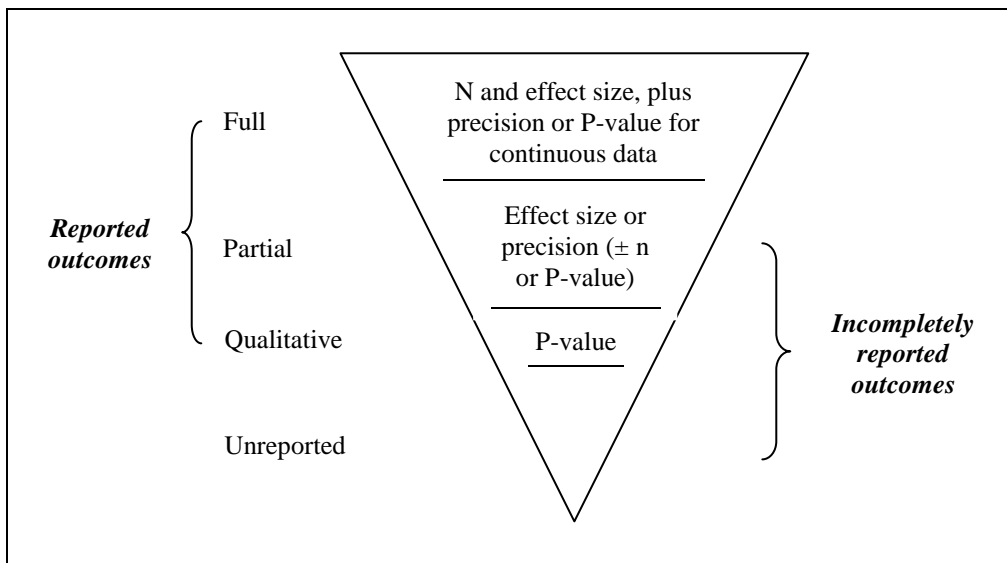 N and effect size, plus
precision or P-value for
continuous data
Full
Effect size or
precision (± n
or P-value)
Reported
outcomes
Partial
Qualitative
P-value
Incompletely
reported
outcomes
Unreported